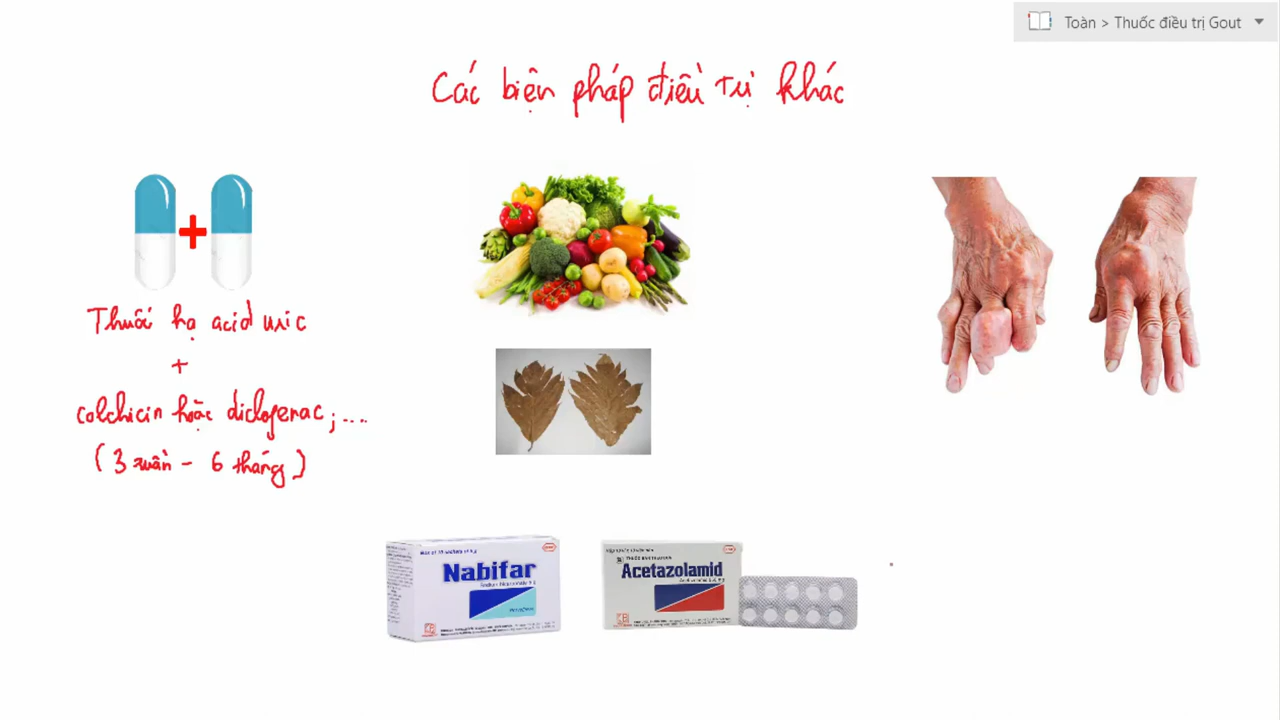 Toàn > Thuốc điều trị Gout
Các biện pháp điều trị khác
Thuốc hạ acid uric
+
colchicin hoặc diclofenac,...
(3 tuần - 6 tháng)
Nabifar
Acetazolamid